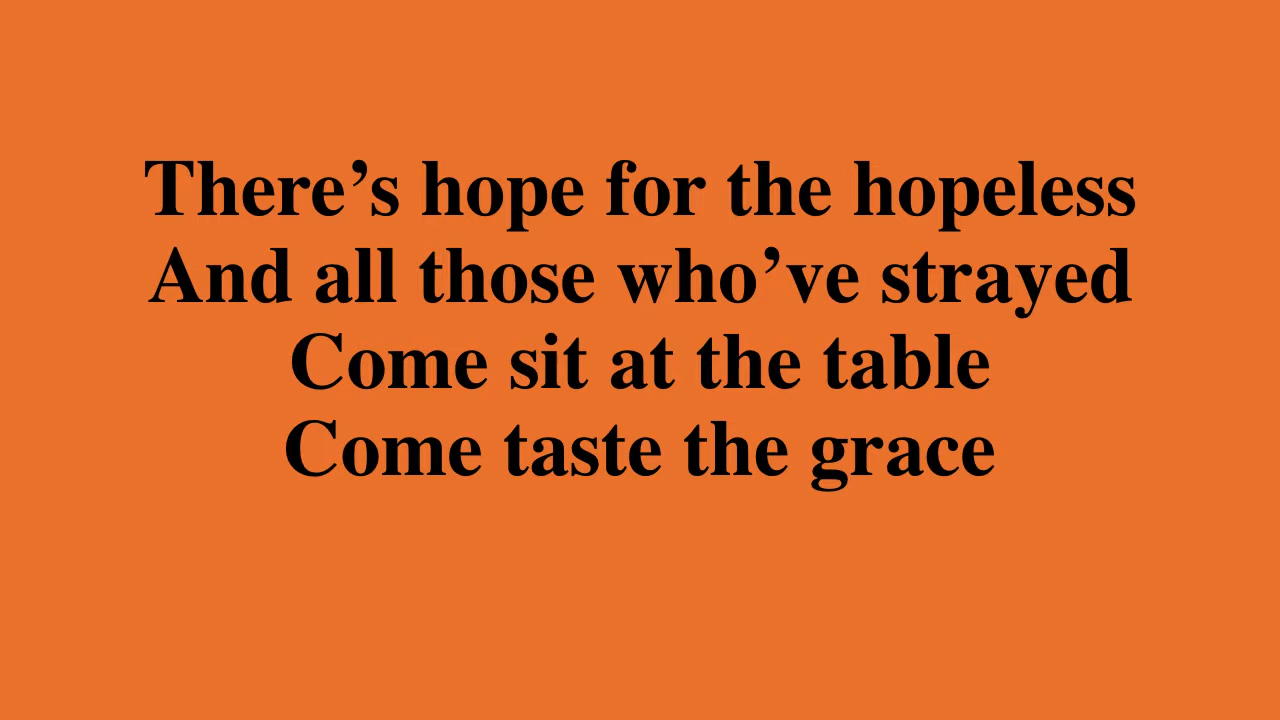 There’s hope for the hopeless
And all those who’ve strayed
Come sit at the table
Come taste the grace